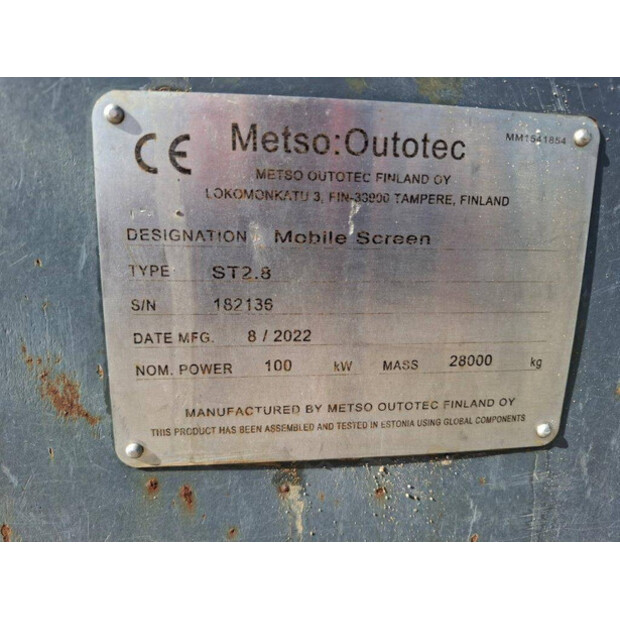 CE
Metso:Outotec
MM1541854
METSO OUTOTEC FINLAND OY
LOKOMONKATU 3, FIN-33900 TAMPERE, FINLAND
DESIGNATION Mobile Screen
TYPE ST2.8
S/N 182136
DATE MFG. 8 / 2022
NOM. POWER 100 kW MASS 28000 kg
MANUFACTURED BY METSO OUTOTEC FINLAND OY
THIS PRODUCT HAS BEEN ASSEMBLED AND TESTED IN ESTONIA USING GLOBAL COMPONENTS